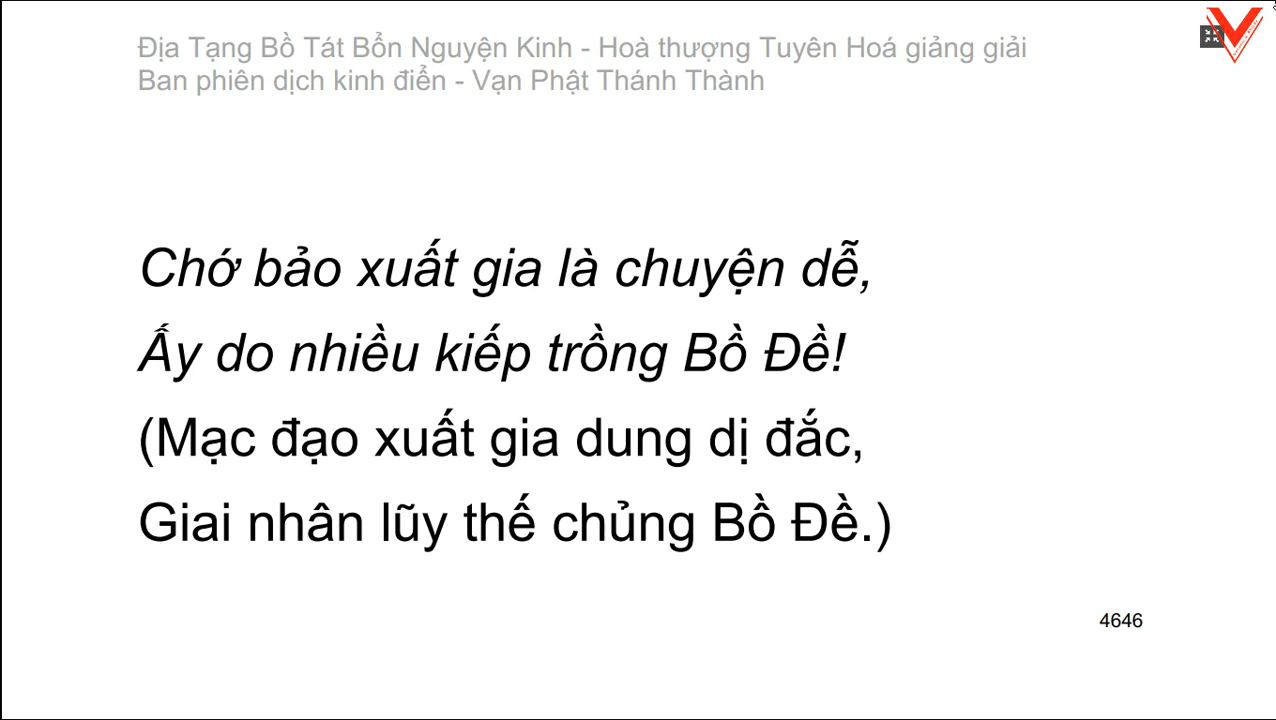 Địa Tạng Bồ Tát Bổn Nguyện Kinh - Hoà thượng Tuyên Hoá giảng giải
Ban phiên dịch kinh điển - Vạn Phật Thánh Thành
Chớ bảo xuất gia là chuyện dễ,
Ấy do nhiều kiếp trồng Bồ Đề!
(Mạc đạo xuất gia dung dị đắc,
Giai nhân lũy thế chủng Bồ Đề.)
4646